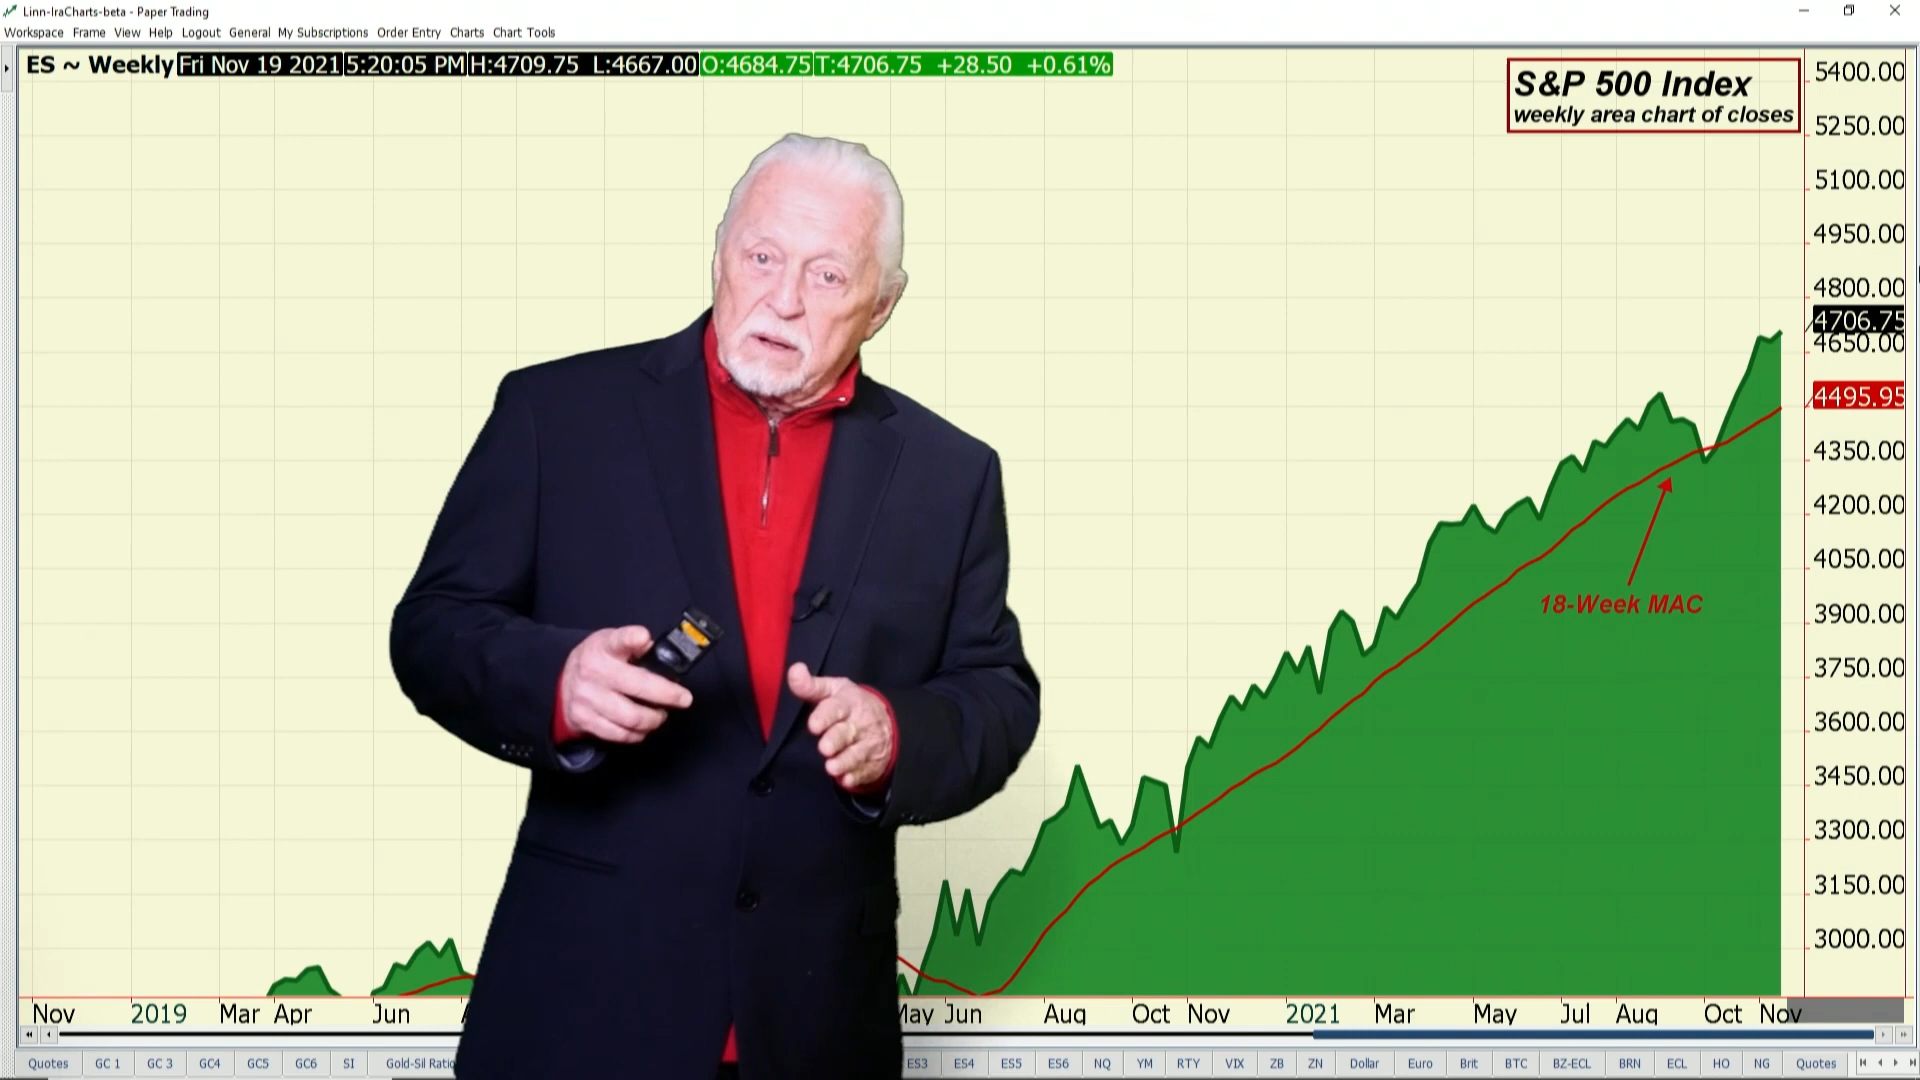 Linn-IraCharts-beta - Paper Trading
Workspace Frame View Help Logout General My Subscriptions Order Entry Charts Chart Tools
ES ~ Weekly Fri Nov 19 2021 5:20:05 PM H:4709.75 L:4667.00 O:4684.75 T:4706.75 +28.50 +0.61%
S&P 500 Index
weekly area chart of closes
5400.00
5250.00
5100.00
4950.00
4800.00
4706.75
4650.00
4495.95
4350.00
4200.00
4050.00
18-Week MAC
3900.00
3750.00
3600.00
3450.00
3300.00
3150.00
3000.00
Nov 2019 Mar Apr Jun May Jun Aug Oct Nov 2021 Mar May Jul Aug Oct Nov
Quotes GC 1 GC 3 GC4 GC5 GC6 SI Gold-Sil Ratio ES3 ES4 ES5 ES6 NQ YM RTY VIX ZB ZN Dollar Euro Brit BTC BZ-ECL BRN ECL HO NG Quotes